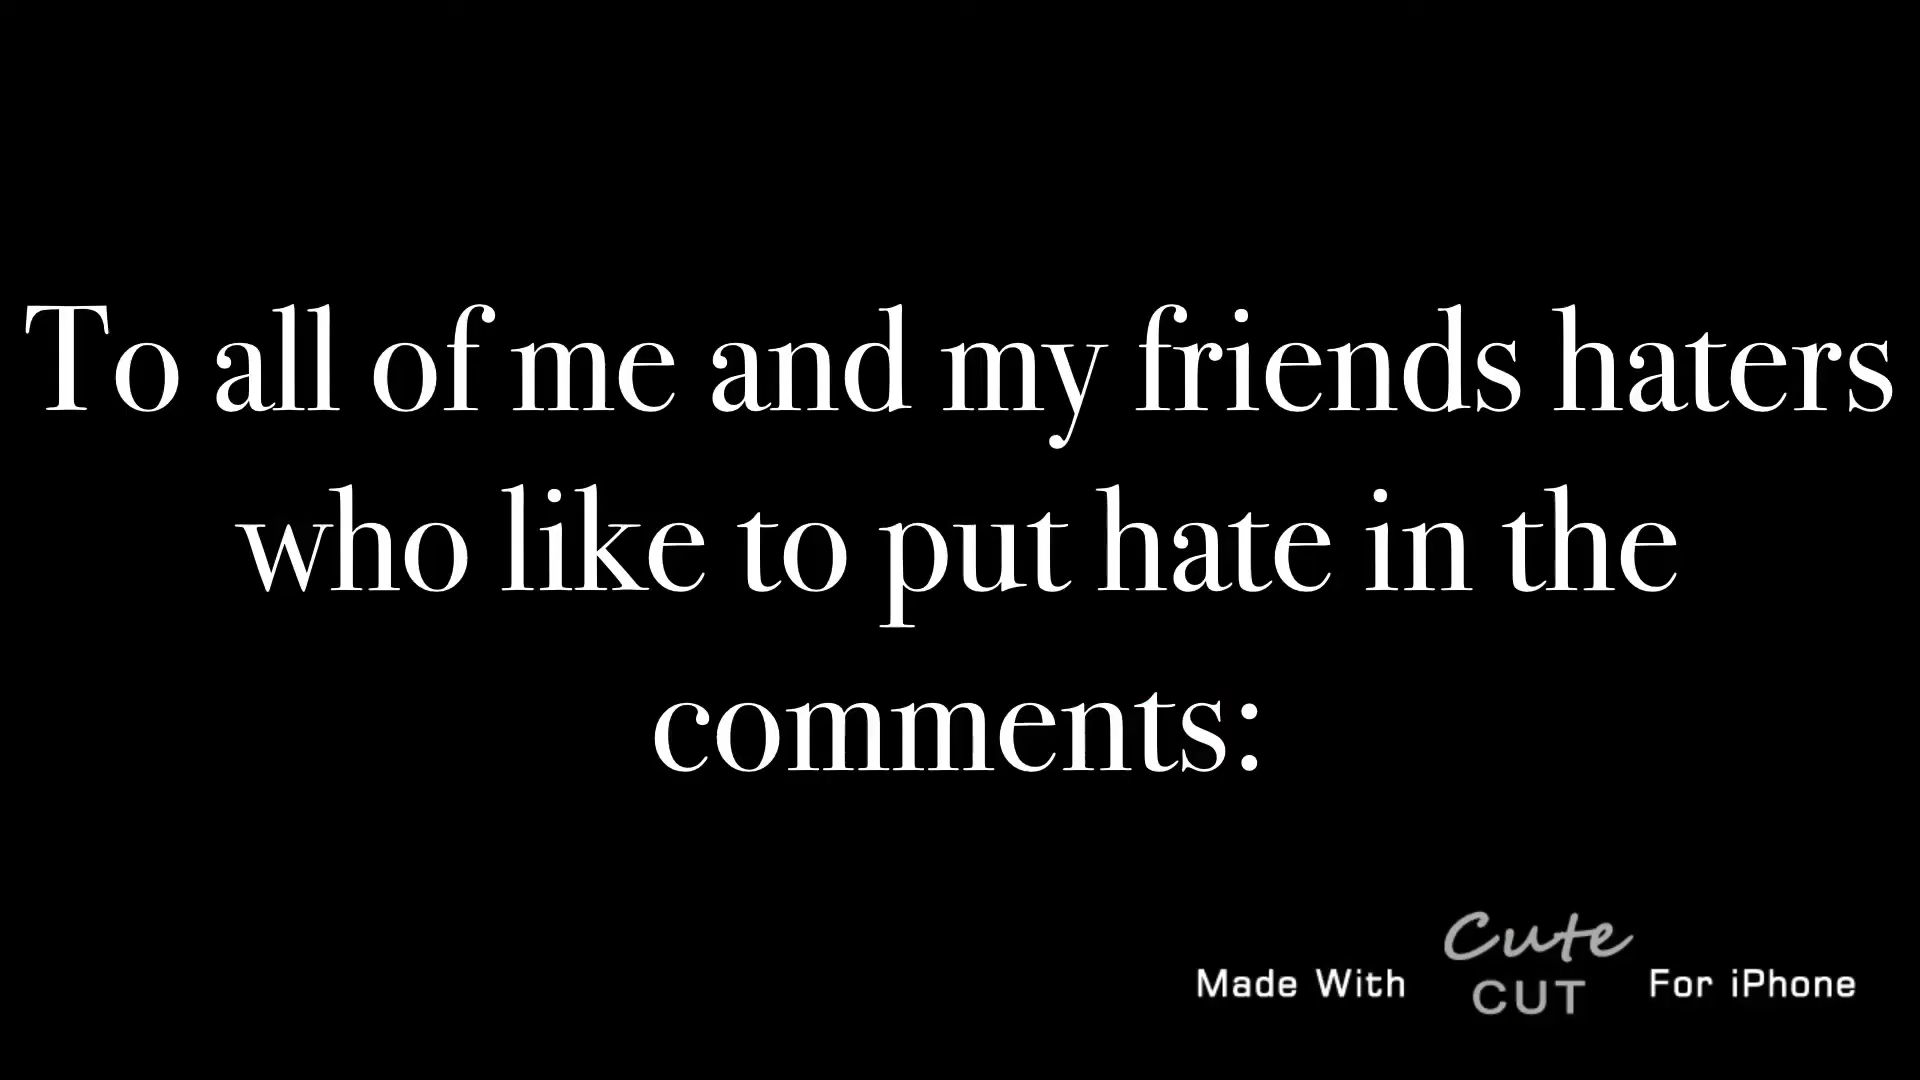 To all of me and my friends haters
who like to put hate in the
comments:
Made With Cute CUT For iPhone